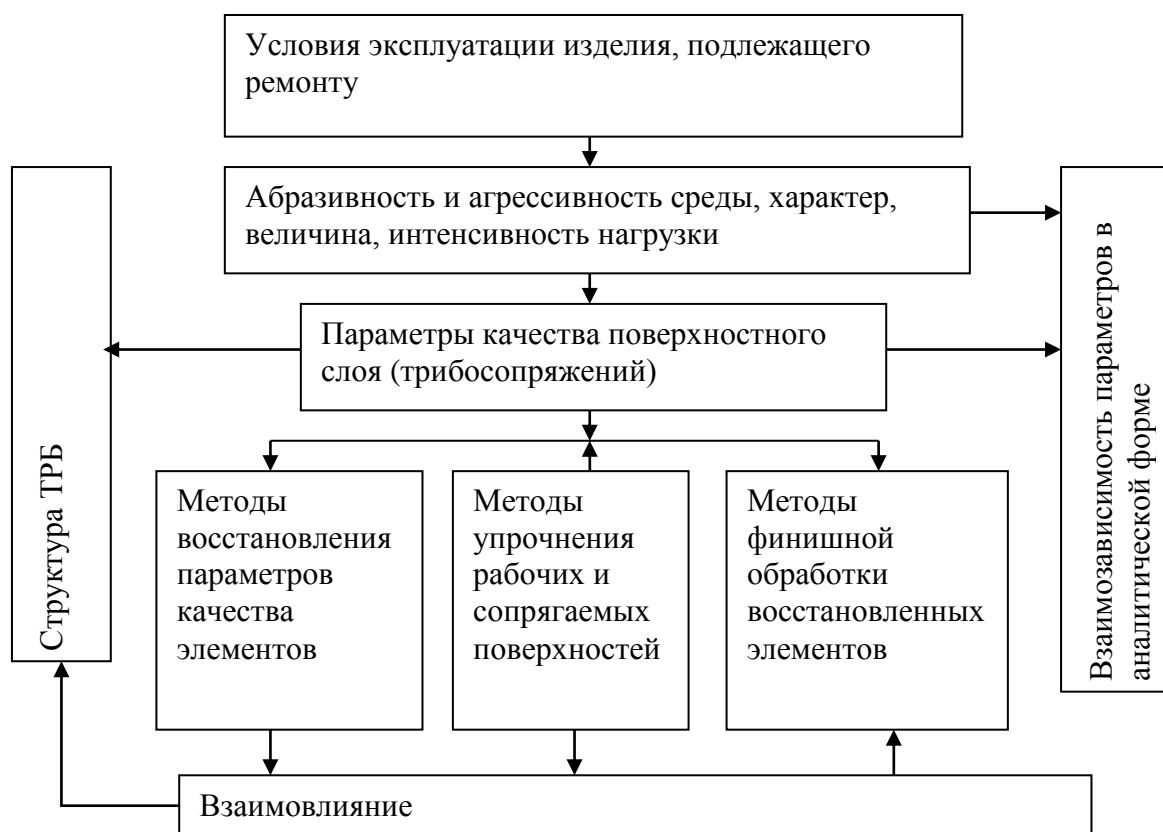 Условия эксплуатации изделия, подлежащего
ремонту
Абразивность и агрессивность среды, характер,
величина, интенсивность нагрузки
Параметры качества поверхностного
слоя (трибосопряжений)
Структура ТРБ
Методы
восстановления
параметров
качества
элементов
Методы
упрочнения
рабочих и
сопрягаемых
поверхностей
Методы
финишной
обработки
восстановленных
элементов
Взаимозависимость параметров в
аналитической форме
Взаимовлияние